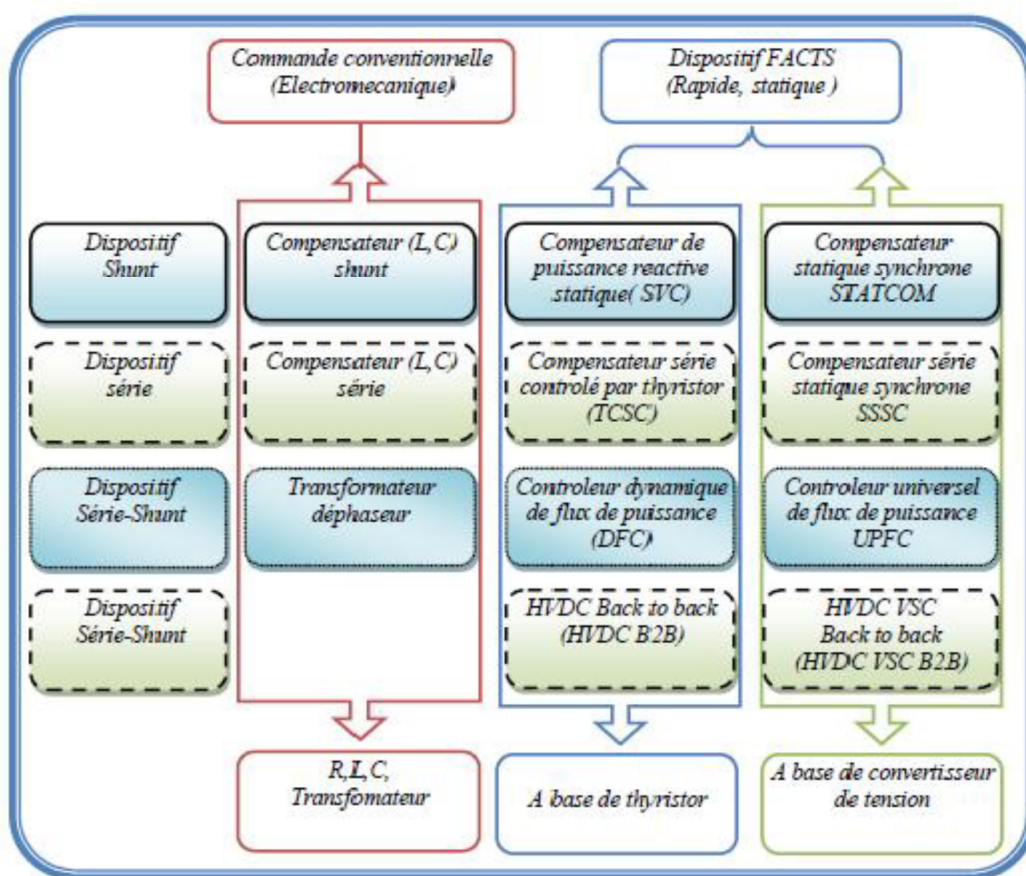 Commande conventionnelle
(Electromecanique)
Dispositif FACTS
(Rapide, statique )
Dispositif
Shunt
Compensateur (L,C)
shunt
Compensateur de
puissance reactive
statique( SVC)
Compensateur
statique synchrone
STATCOM
Dispositif
série
Compensateur (L,C)
série
Compensateur série
controlé par thyristor
(TCSC)
Compensateur série
statique synchrone
SSSC
Dispositif
Série-Shunt
Transformateur
déphaseur
Controleur dynamique
de flux de puissance
(DFC)
Controleur universel
de flux de puissance
UPFC
Dispositif
Série-Shunt
HVDC Back to back
(HVDC B2B)
HVDC VSC
Back to back
(HVDC VSC B2B)
R,L,C,
Transfomateur
A base de thyristor
A base de convertisseur
de tension